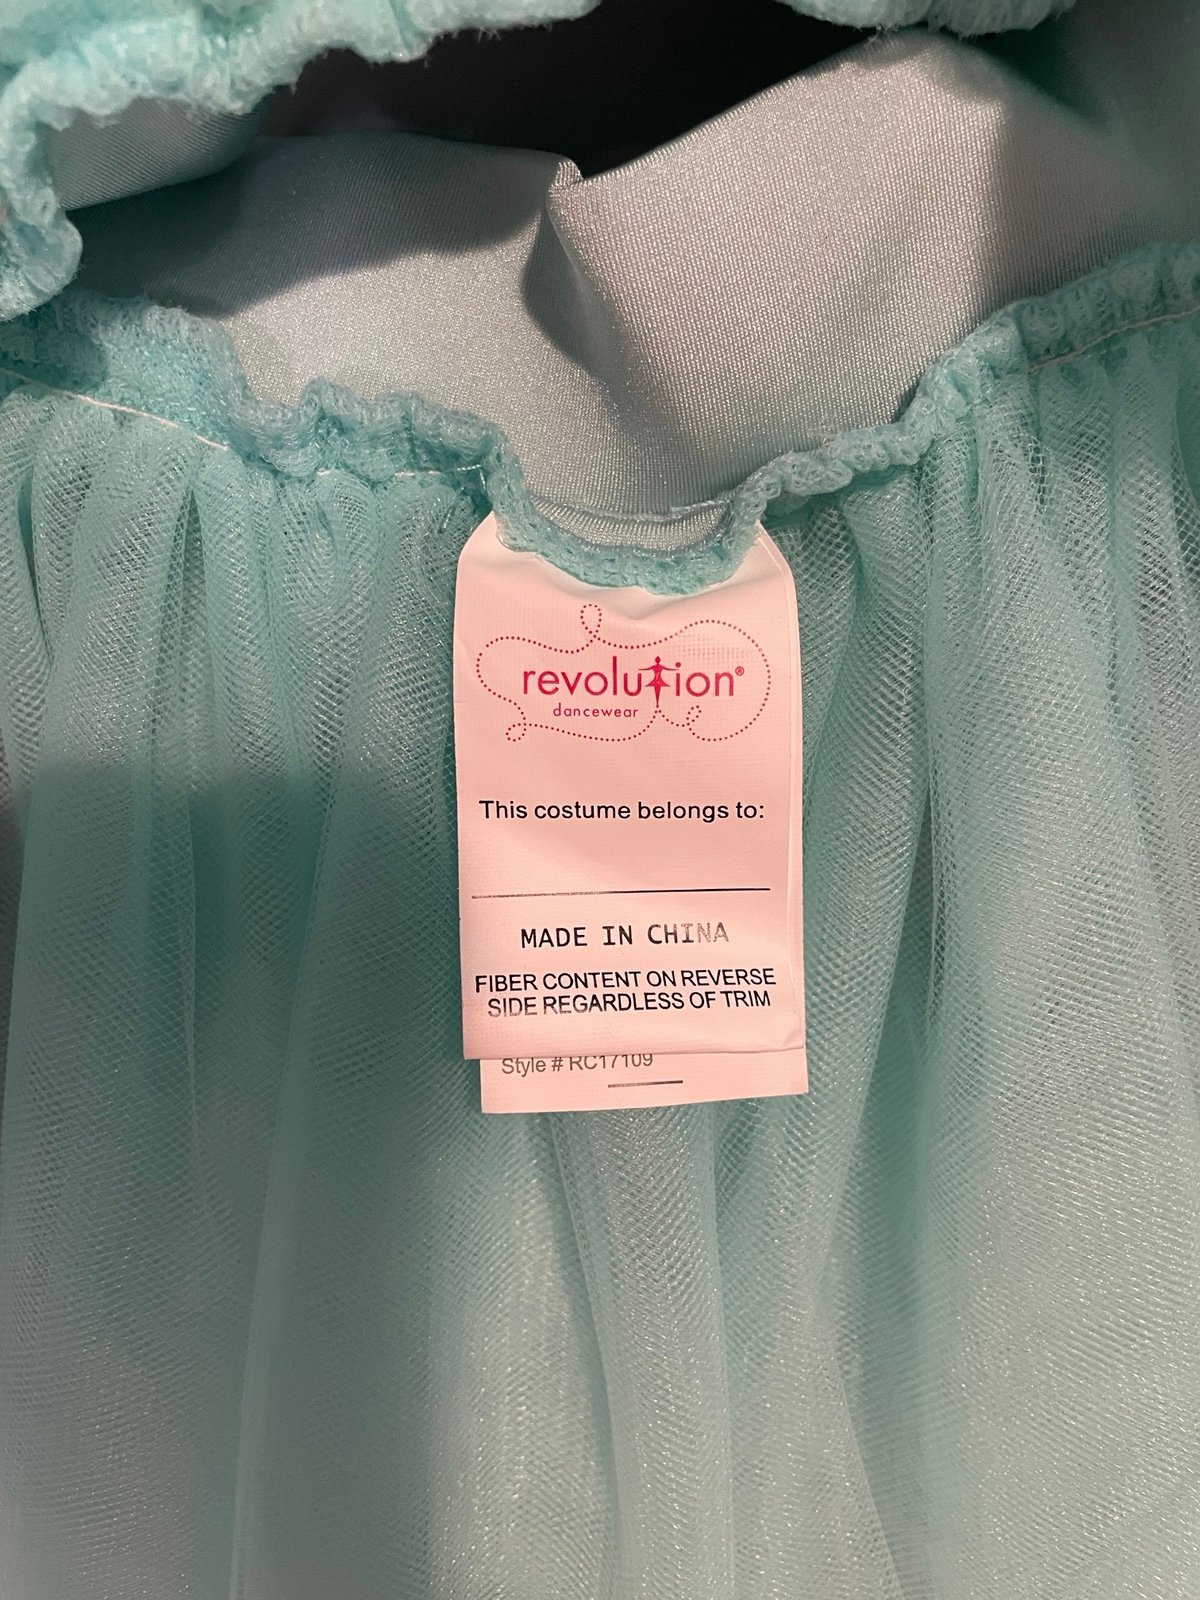 revolution®
dancewear
This costume belongs to:
MADE IN CHINA
FIBER CONTENT ON REVERSE
SIDE REGARDLESS OF TRIM
Style # RC17109